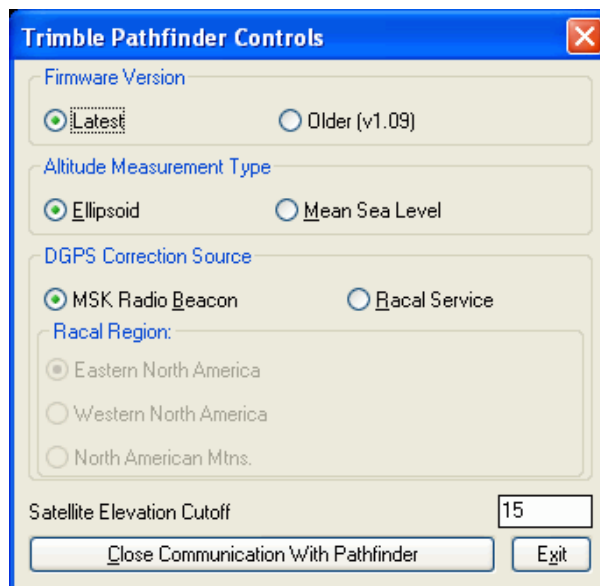 Trimble Pathfinder Controls
Firmware Version
Latest Older (v1.09)
Altitude Measurement Type
Ellipsoid Mean Sea Level
DGPS Correction Source
MSK Radio Beacon Racal Service
Racal Region:
Eastern North America
Western North America
North American Mtns.
Satellite Elevation Cutoff 15
Close Communication With Pathfinder Exit